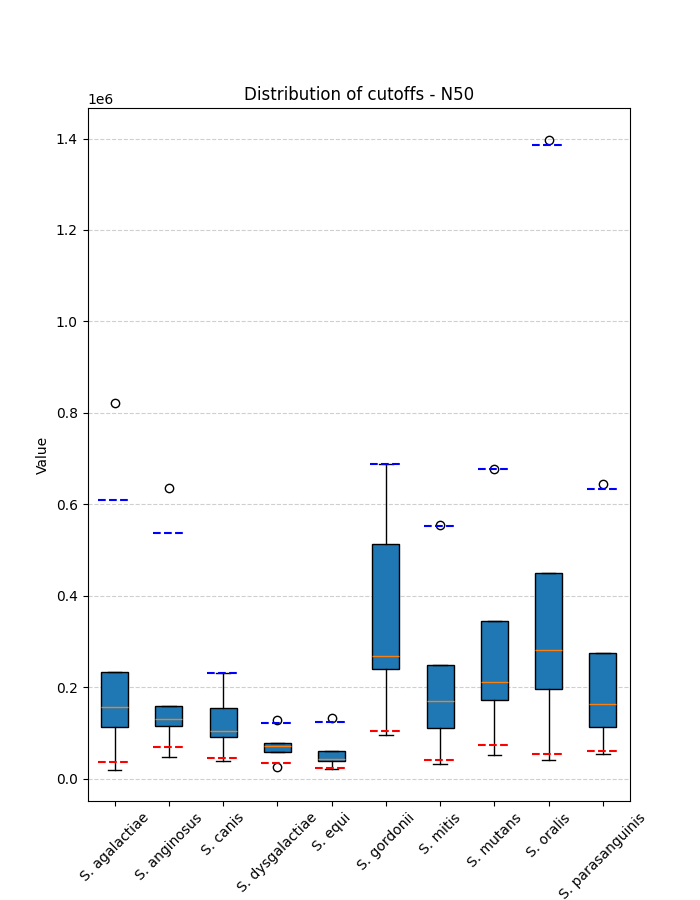 Distribution of cutoffs - N50
1e6
1.4
1.2
1.0
0.8
0.6
0.4
0.2
0.0
Value
S. agalactiae
S. anginosus
S. canis
S. dysgalactiae
S. equi
S. gordonii
S. mitis
S. mutans
S. oralis
S. parasanguinis